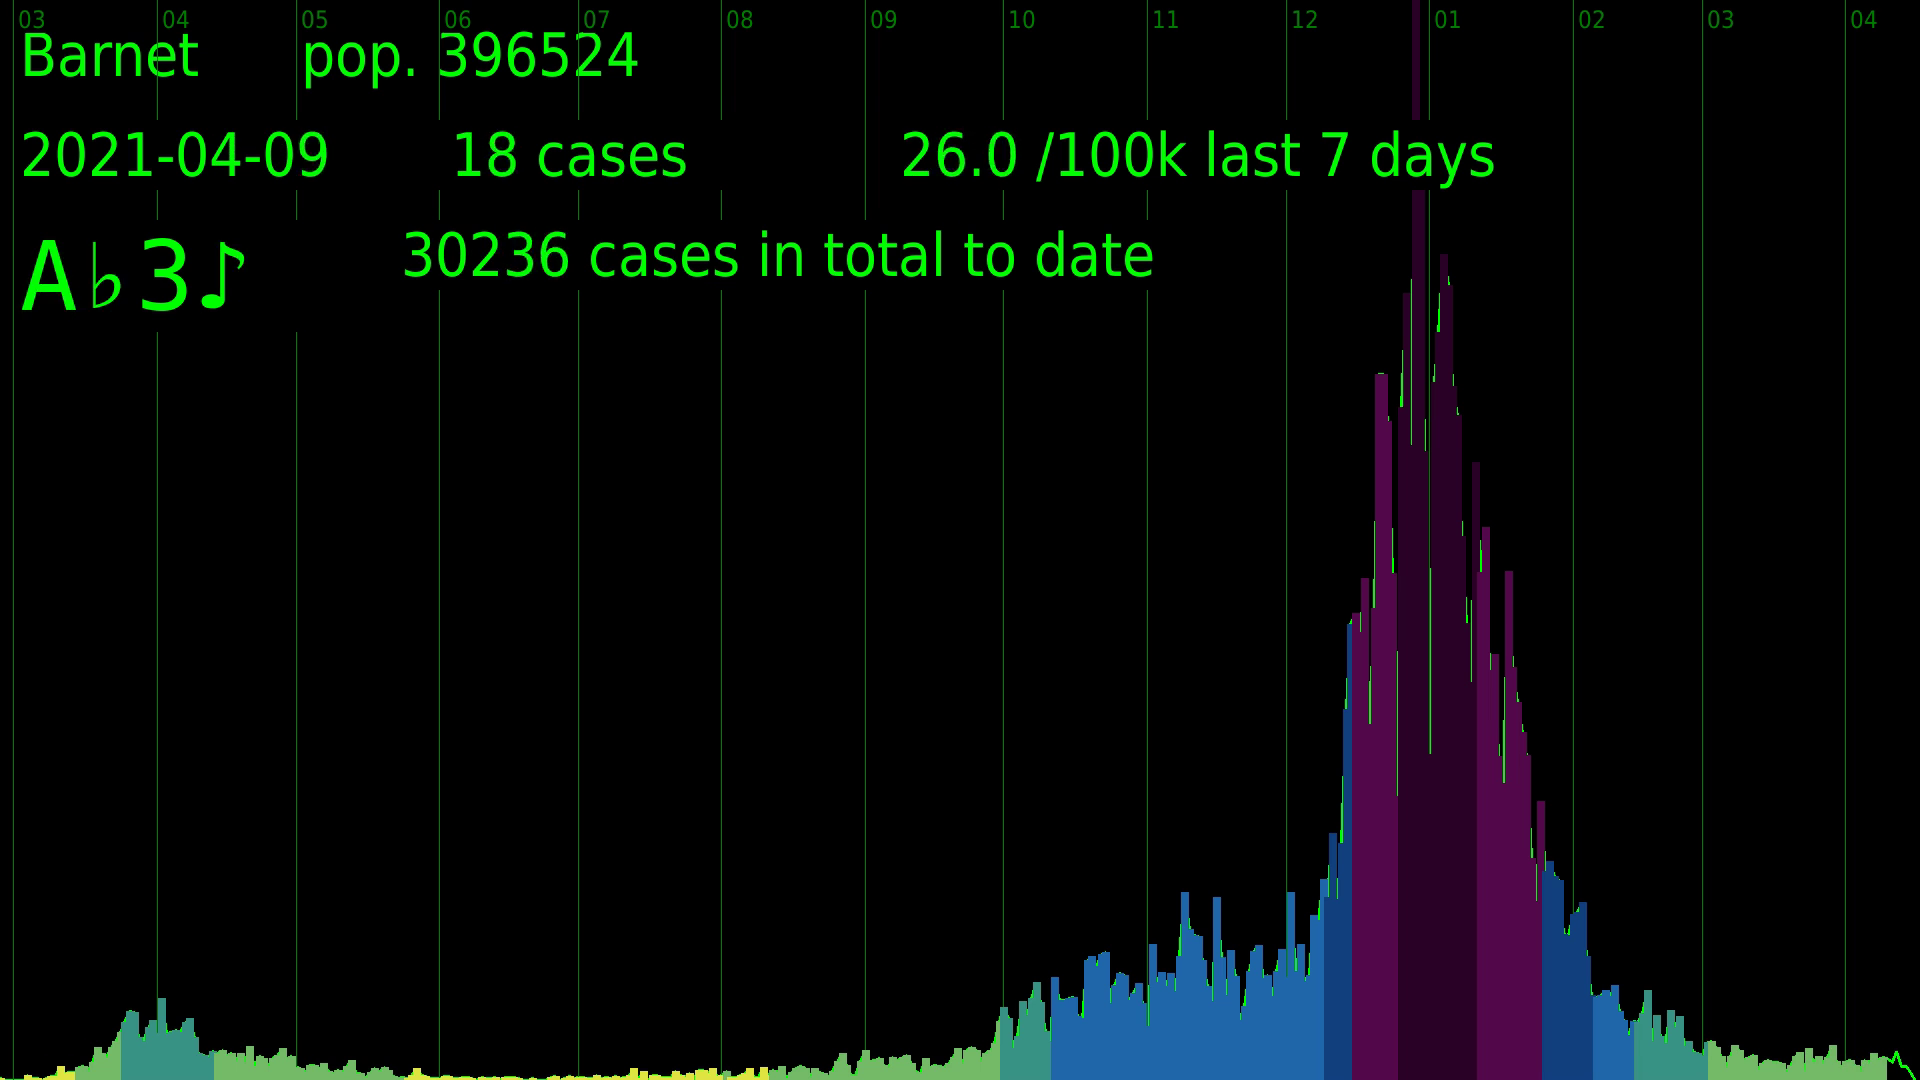 03 04 05 06 07 08 09 10 11 12 01 02 03 04
Barnet pop. 396524
2021-04-09 18 cases 26.0 /100k last 7 days
A♭3♪ 30236 cases in total to date